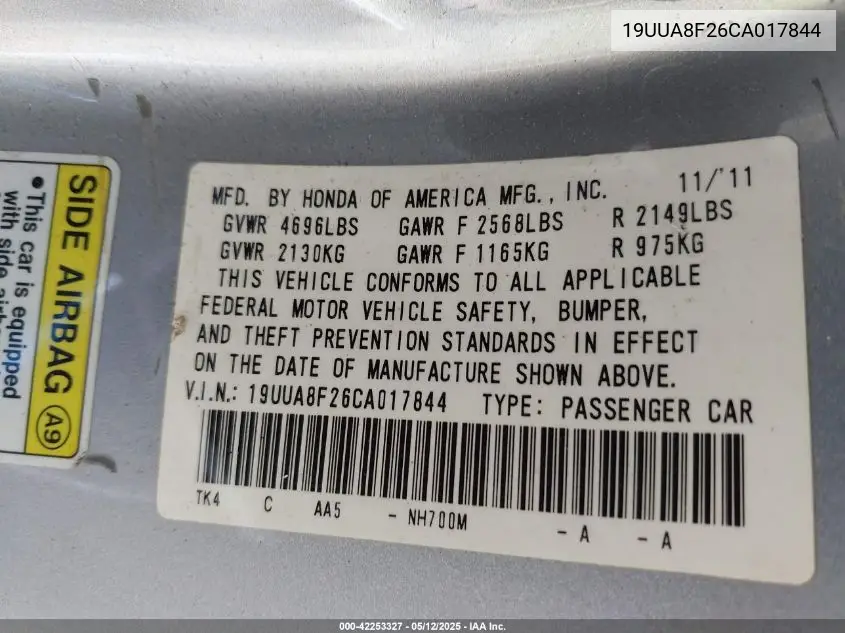 19UUA8F26CA017844
SIDE AIRBAG A9
•This car is equipped
with side
MFD. BY HONDA OF AMERICA MFG., INC. 11/'11
GVWR 4696LBS GAWR F 2568LBS R 2149LBS
GVWR 2130KG GAWR F 1165KG R 975KG
THIS VEHICLE CONFORMS TO ALL APPLICABLE
FEDERAL MOTOR VEHICLE SAFETY, BUMPER,
AND THEFT PREVENTION STANDARDS IN EFFECT
ON THE DATE OF MANUFACTURE SHOWN ABOVE.
V.I.N.: 19UUA8F26CA017844 TYPE: PASSENGER CAR
TK4 C AA5 - NH700M - A - A
000-42253327 - 05/12/2025 - IAA Inc.